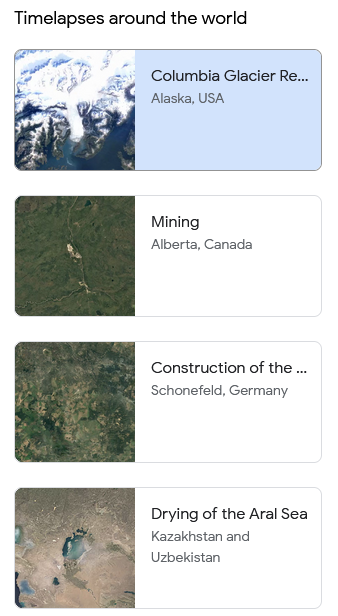 Timelapses around the world
Columbia Glacier Re...
Alaska, USA
Mining
Alberta, Canada
Construction of the ...
Schonefeld, Germany
Drying of the Aral Sea
Kazakhstan and
Uzbekistan